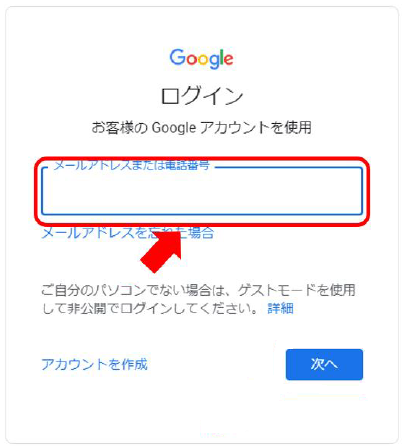 Google
ログイン
お客様の Google アカウントを使用
メールアドレスまたは電話番号
メールアドレスを忘れた場合
ご自分のパソコンでない場合は、ゲストモードを使用
して非公開でログインしてください。 詳細
アカウントを作成
次へ